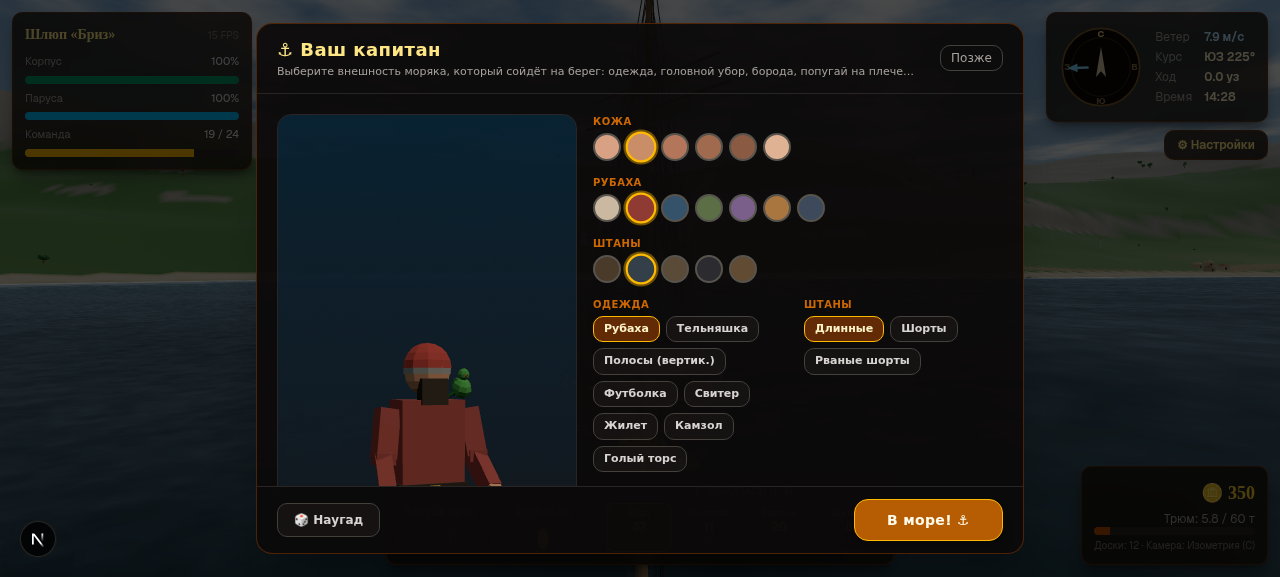 Шлюп «Бриз»
15 FPS
Корпус 100%
Паруса 100%
Команда 19 / 24
⚓ Ваш капитан
Выберите внешность моряка, который сойдёт на берег: одежда, головной убор, борода, попугай на плече…
Позже
КОЖА
РУБАХА
ШТАНЫ
ОДЕЖДА
Рубаха Тельняшка
Полосы (вертик.)
Футболка Свитер
Жилет Камзол
Голый торс
ШТАНЫ
Длинные Шорты
Рваные шорты
🎲 Наугад
В море! ⚓
С
З В
Ю
Ветер 7.9 м/с
Курс ЮЗ 225°
Ход 0.0 уз
Время 14:28
⚙ Настройки
350
Трюм: 5.8 / 60 т
Доски: 12 · Камера: Изометрия (C)
N